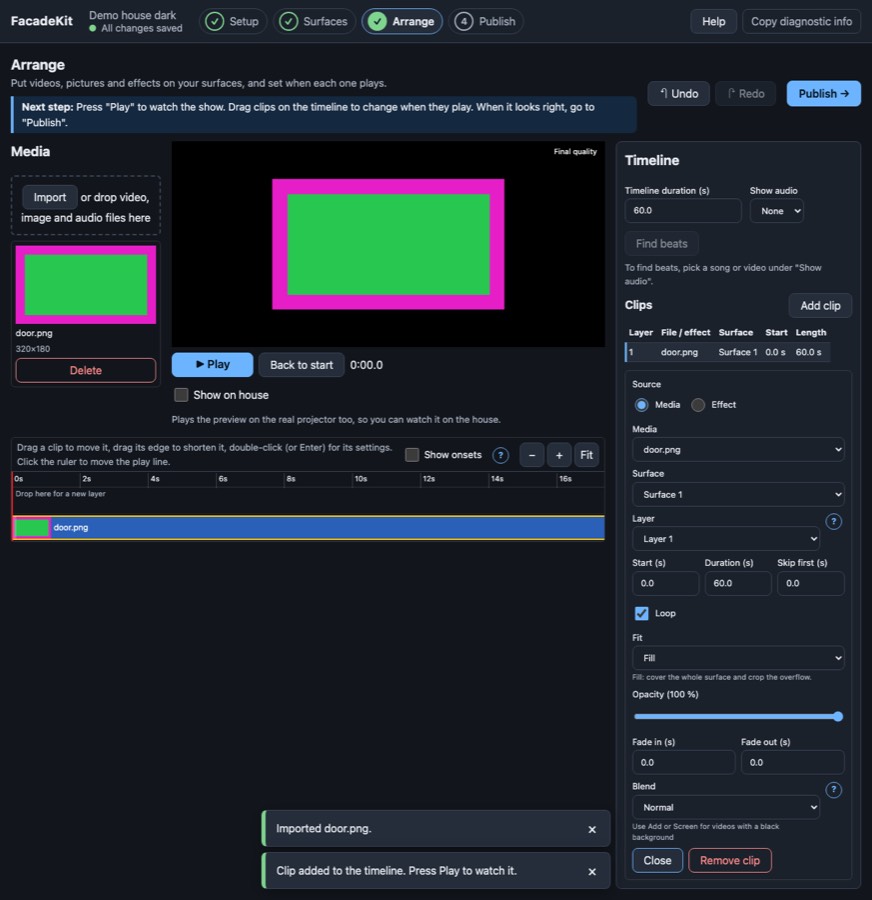 FacadeKit
Demo house dark
All changes saved
Setup
Surfaces
Arrange
4 Publish
Help
Copy diagnostic info
Arrange
Put videos, pictures and effects on your surfaces, and set when each one plays.
Next step: Press "Play" to watch the show. Drag clips on the timeline to change when they play. When it looks right, go to
"Publish".
Undo
Redo
Publish →
Media
Import or drop video,
image and audio files here
door.png
320×180
Delete
Final quality
Play
Back to start
0:00.0
Show on house
Plays the preview on the real projector too, so you can watch it on the house.
Drag a clip to move it, drag its edge to shorten it, double-click (or Enter) for its settings.
Click the ruler to move the play line.
Show onsets
?
−
+
Fit
0s 2s 4s 6s 8s 10s 12s 14s 16s
Drop here for a new layer
door.png
Timeline
Timeline duration (s) Show audio
60.0 None
Find beats
To find beats, pick a song or video under "Show
audio".
Clips
Add clip
Layer File / effect Surface Start Length
1 door.png Surface 1 0.0 s 60.0 s
Source
Media Effect
Media
door.png
Surface
Surface 1
Layer ?
Layer 1
Start (s) Duration (s) Skip first (s)
0.0 60.0 0.0
Loop
Fit
Fill
Fill: cover the whole surface and crop the overflow.
Opacity (100 %)
Fade in (s) Fade out (s)
0.0 0.0
Blend ?
Normal
Use Add or Screen for videos with a black
background
Close
Remove clip
Imported door.png. ×
Clip added to the timeline. Press Play to watch it. ×